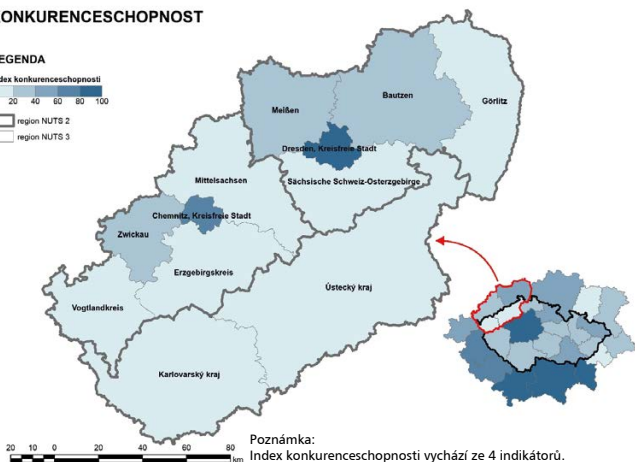 KONKURENCESCHOPNOST
LEGENDA
Index konkurenceschopnosti
20 40 60 80 100
region NUTS 2
region NUTS 3
Meißen
Bautzen
Görlitz
Dresden, Kreisfreie Stadt
Mittelsachsen
Sächsische Schweiz-Osterzgebirge
Chemnitz, Kreisfreie Stadt
Zwickau
Erzgebirgskreis
Ústecký kraj
Vogtlandkreis
Karlovarský kraj
20 10 0 20 40 60 80
km
Poznámka:
Index konkurenceschopnosti vychází ze 4 indikátorů.